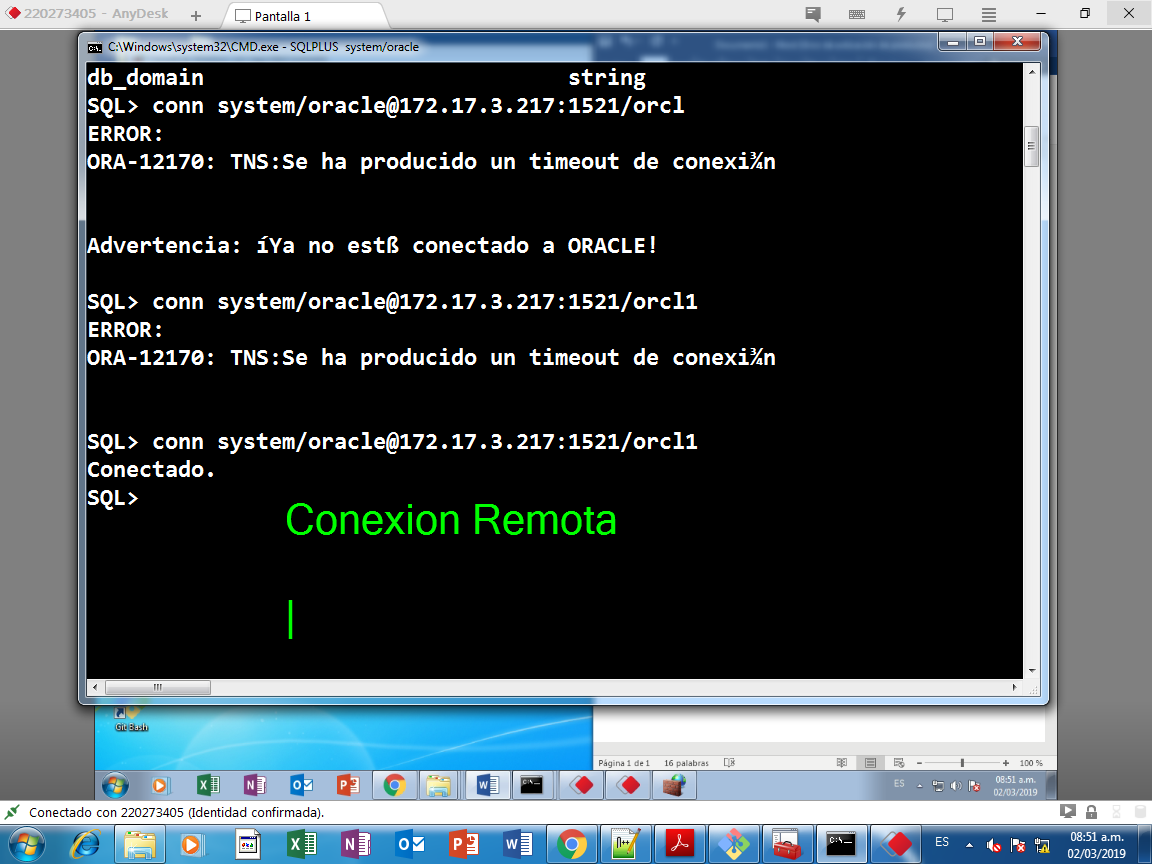 220273405 - AnyDesk
Pantalla 1
C:\Windows\system32\CMD.exe - SQLPLUS system/oracle
db_domain string
SQL> conn system/oracle@172.17.3.217:1521/orcl
ERROR:
ORA-12170: TNS:Se ha producido un timeout de conexi¾n
Advertencia: íYa no estß conectado a ORACLE!
SQL> conn system/oracle@172.17.3.217:1521/orcl1
ERROR:
ORA-12170: TNS:Se ha producido un timeout de conexi¾n
SQL> conn system/oracle@172.17.3.217:1521/orcl1
Conectado.
SQL>
Conexion Remota
Git Bash
Página 1 de 1 16 palabras 100 %
ES 08:51 a.m.
02/03/2019
Conectado con 220273405 (Identidad confirmada).
ES 08:51 a.m.
02/03/2019